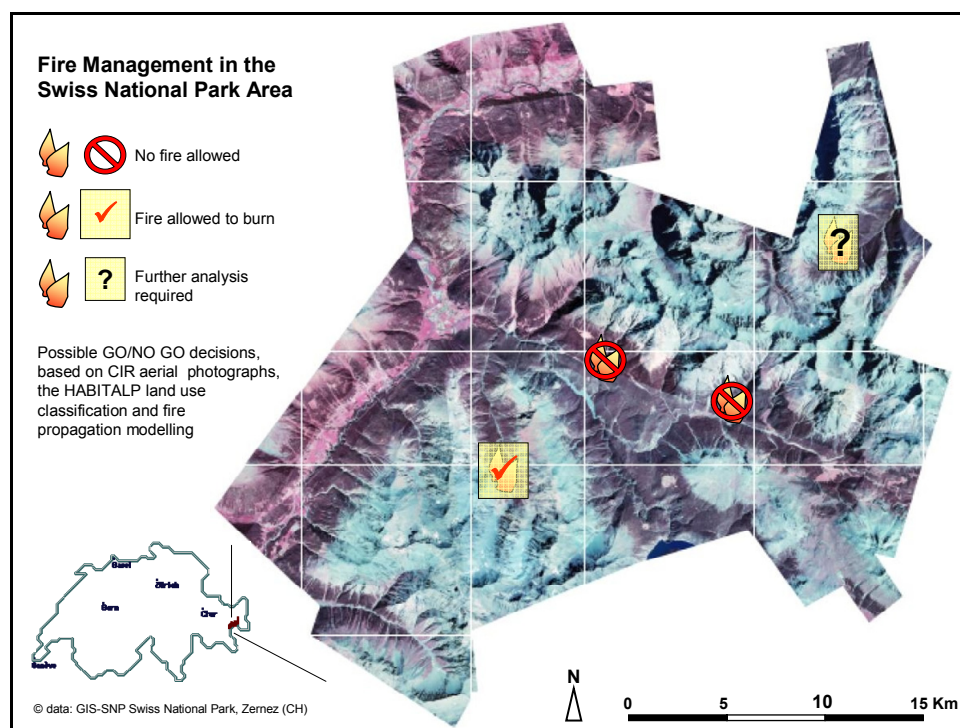 Fire Management in the
Swiss National Park Area
No fire allowed
Fire allowed to burn
?
Further analysis
required
Possible GO/NO GO decisions,
based on CIR aerial photographs,
the HABITALP land use
classification and fire
propagation modelling
?
Basel
Zürich
Bern
Chur
Genève
© data: GIS-SNP Swiss National Park, Zernez (CH)
N
0 5 10 15 Km